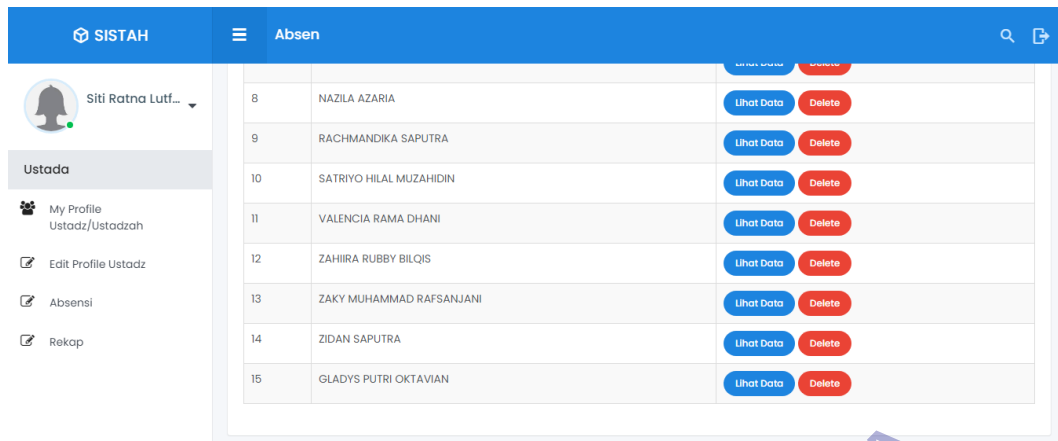 SISTAH
Absen
Siti Ratna Lutf...
Ustada
My Profile
Ustadz/Ustadzah
Edit Profile Ustadz
Absensi
Rekap
Lihat Data Delete
8 NAZILA AZARIA Lihat Data Delete
9 RACHMANDIKA SAPUTRA Lihat Data Delete
10 SATRIYO HILAL MUZAHIDIN Lihat Data Delete
11 VALENCIA RAMA DHANI Lihat Data Delete
12 ZAHIIRA RUBBY BILQIS Lihat Data Delete
13 ZAKY MUHAMMAD RAFSANJANI Lihat Data Delete
14 ZIDAN SAPUTRA Lihat Data Delete
15 GLADYS PUTRI OKTAVIAN Lihat Data Delete